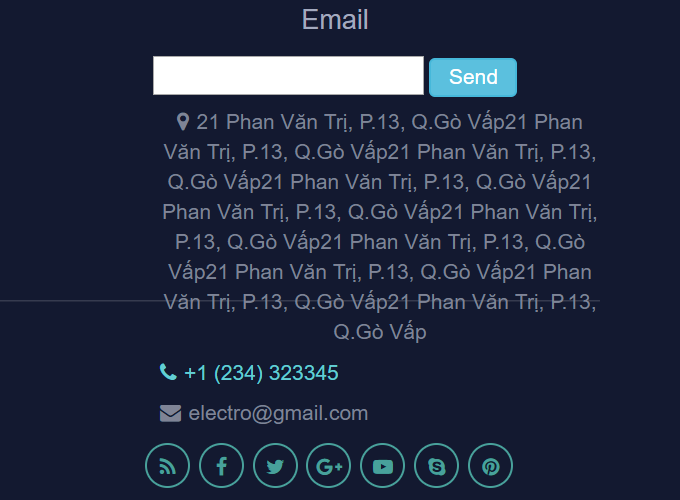 Email
Send
21 Phan Văn Trị, P.13, Q.Gò Vấp21 Phan
Văn Trị, P.13, Q.Gò Vấp21 Phan Văn Trị, P.13,
Q.Gò Vấp21 Phan Văn Trị, P.13, Q.Gò Vấp21
Phan Văn Trị, P.13, Q.Gò Vấp21 Phan Văn Trị,
P.13, Q.Gò Vấp21 Phan Văn Trị, P.13, Q.Gò
Vấp21 Phan Văn Trị, P.13, Q.Gò Vấp21 Phan
Văn Trị, P.13, Q.Gò Vấp21 Phan Văn Trị, P.13,
Q.Gò Vấp
+1 (234) 323345
electro@gmail.com